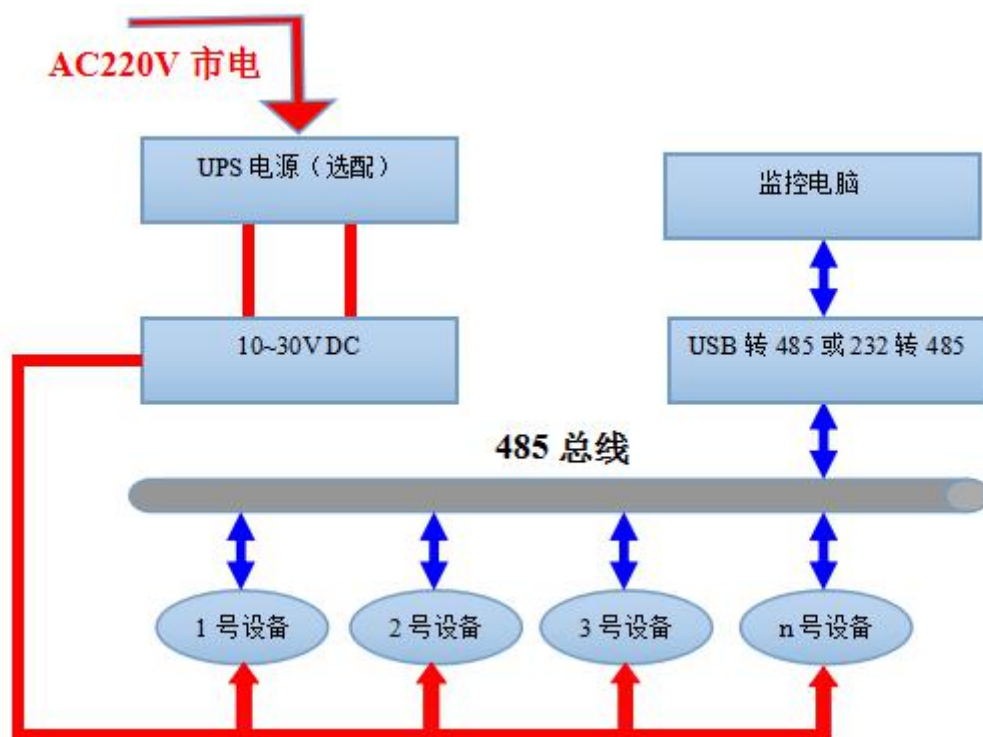 AC220V 市电
UPS 电源（选配）
监控电脑
10~30V DC
USB 转 485 或 232 转 485
485 总线
1 号设备
2 号设备
3 号设备
n 号设备